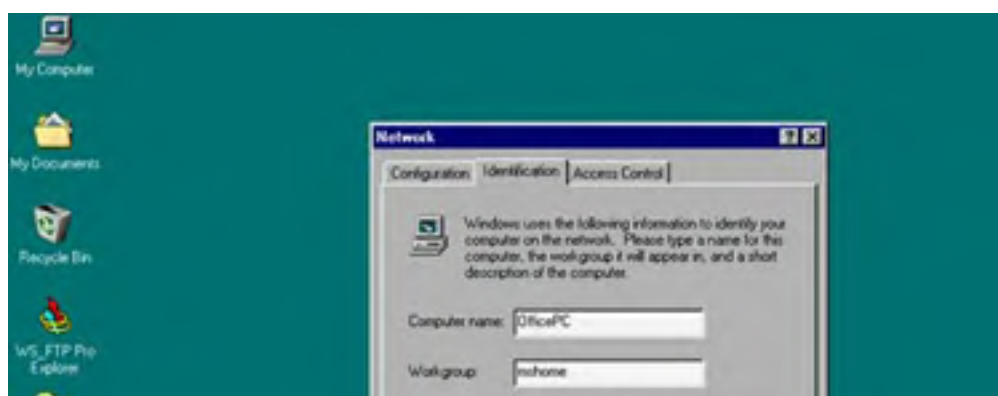 My Computer
My Documents
Recycle Bin
WS_FTP Pro
Explorer
Network
Configuration Identification Access Control
Windows uses the following information to identify your
computer on the network. Please type a name for this
computer, the workgroup it will appear in, and a short
description of the computer.
Computer name: OfficePC
Workgroup: mshome